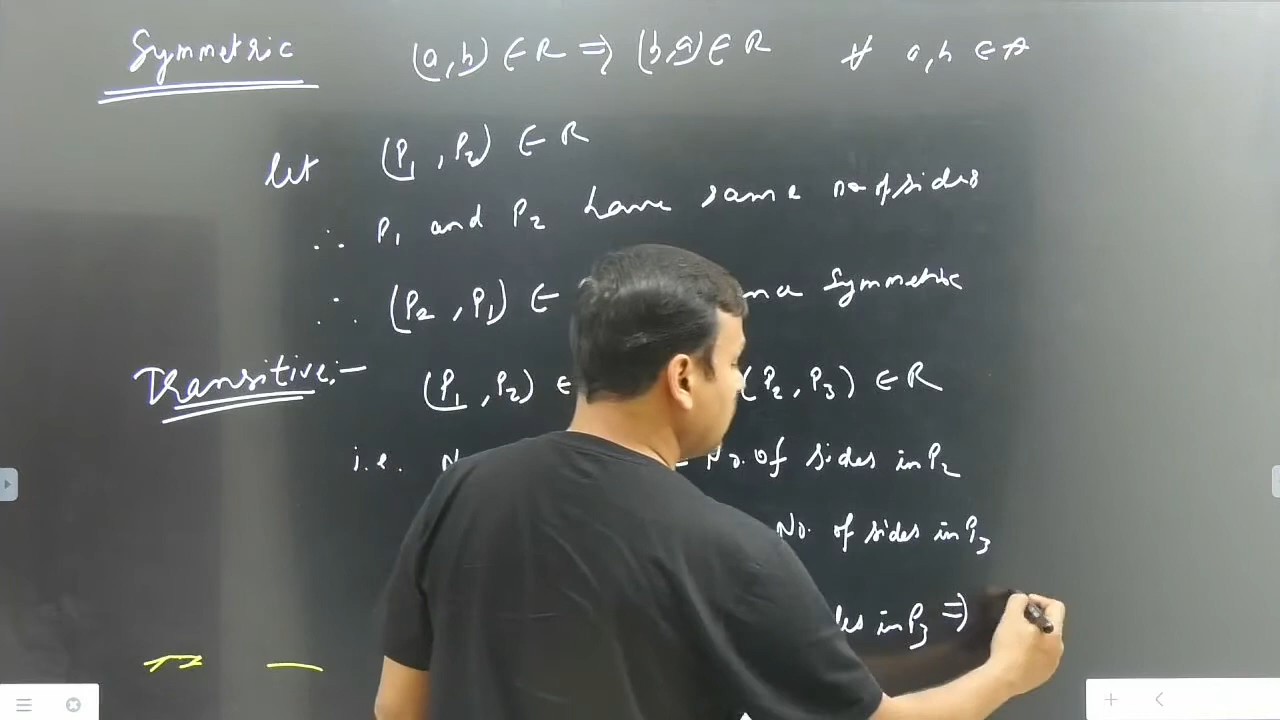 Symmetric (a,b) ∈ R ⇒ (b,a) ∈ R ∀ a,b ∈ A
let (P₁, P₂) ∈ R
∴ P₁ and P₂ have same no of sides
∴ (P₂, P₁) ∈ Symmetric
Transitive:- (P₁, P₂) ∈ (P₂, P₃) ∈ R
i.e. No. of sides in P₂
No. of sides in P₃
in P₃ ⇒